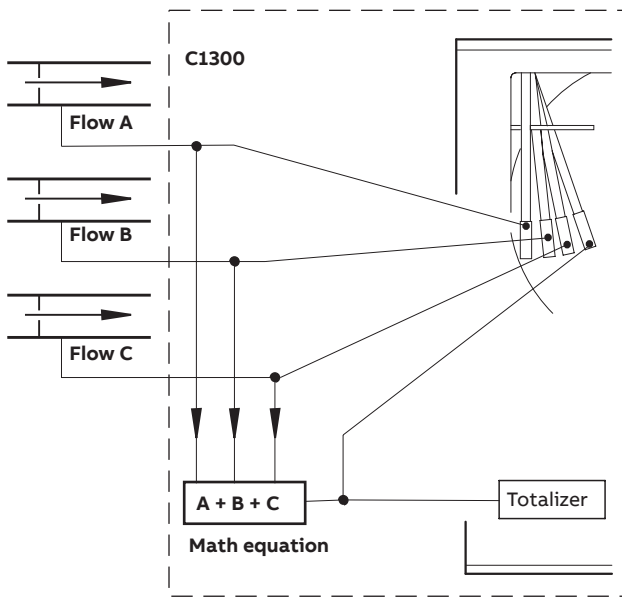 C1300
Flow A
Flow B
Flow C
A + B + C
Totalizer
Math equation